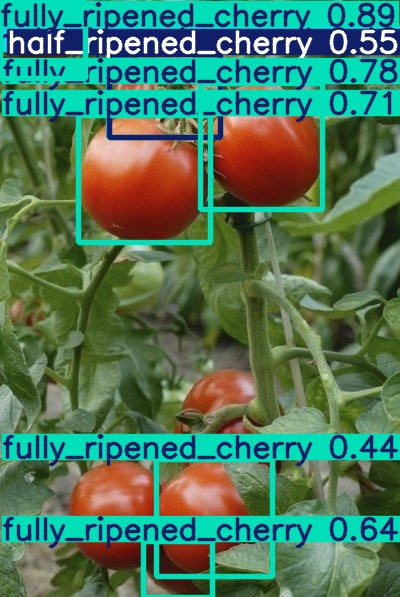 fully_ripened_cherry 0.89
half_ripened_cherry 0.55
fully_ripened_cherry 0.78
fully_ripened_cherry 0.71
fully_ripened_cherry 0.44
fully_ripened_cherry 0.64